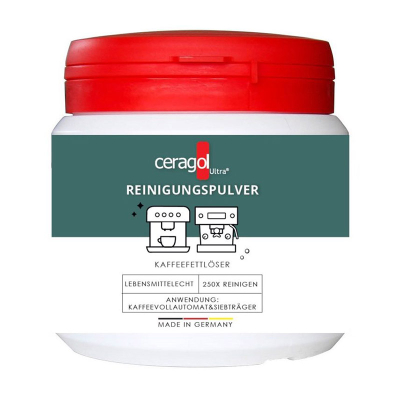 ceragol
Ultra®
REINIGUNGSPULVER
KAFFEEFETTLÖSER
LEBENSMITTELECHT 250X REINIGEN
ANWENDUNG:
KAFFEEVOLLAUTOMAT&SIEBTRÄGER
MADE IN GERMANY